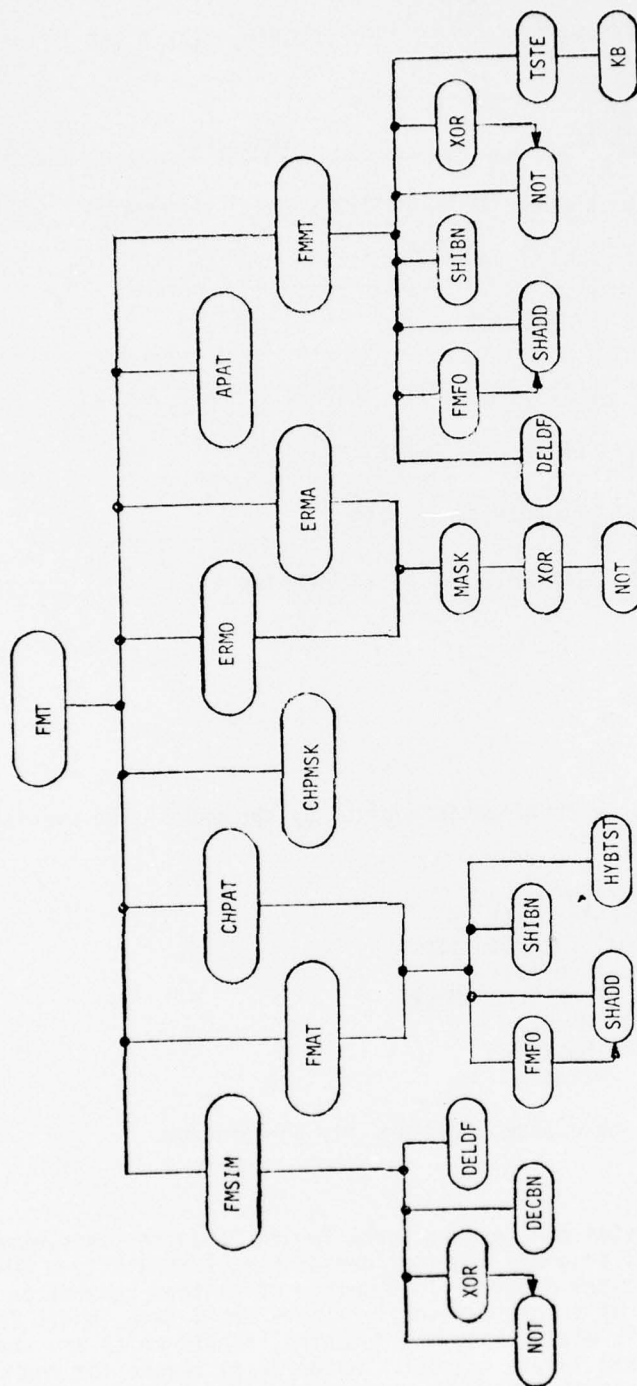 FMT
FMSIM
FMAT
CHPAT
CHPMSK
ERMO
ERMA
APAT
FMMT
NOT
XOR
DECBN
DELDF
FMFO
SHADD
SHIBN
HYBTST
MASK
XOR
NOT
DELDF
FMFO
SHADD
SHIBN
NOT
XOR
TSTE
KB